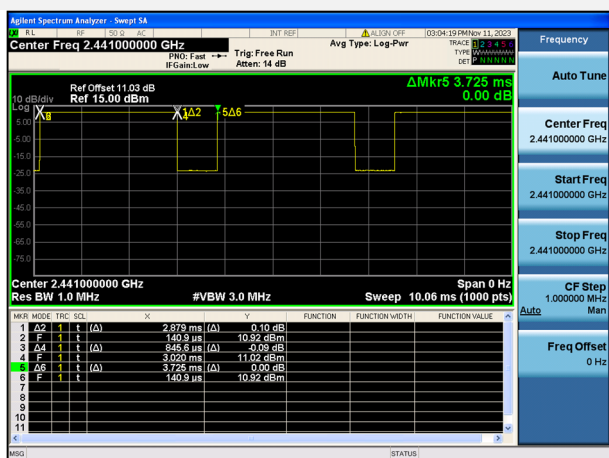 Agilent Spectrum Analyzer - Swept SA
RL RF 50 Ω AC INT REF ALIGN OFF 03:04:19 PM Nov 11, 2023
Center Freq 2.441000000 GHz
PNO: Fast
IFGain:Low
Trig: Free Run
Atten: 14 dB
Avg Type: Log-Pwr
TRACE 1 2 3 4 5 6
TYPE W
DET P N N N N N
Ref Offset 11.03 dB
10 dB/div Ref 15.00 dBm
ΔMkr5 3.725 ms
0.00 dB
Log
5.00
-5.00
-15.0
-25.0
-35.0
-45.0
-55.0
-65.0
-75.0
1Δ2
5Δ6
Center 2.441000000 GHz
Span 0 Hz
Res BW 1.0 MHz #VBW 3.0 MHz Sweep 10.06 ms (1000 pts)
MKR MODE TRC SCL X Y FUNCTION FUNCTION WIDTH FUNCTION VALUE
1 Δ2 1 t (Δ) 2.879 ms (Δ) 0.10 dB
2 F 1 t 140.9 µs 10.92 dBm
3 Δ4 1 t (Δ) 845.6 µs (Δ) -0.09 dB
4 F 1 t 3.020 ms 11.02 dBm
5 Δ6 1 t (Δ) 3.725 ms (Δ) 0.00 dB
6 F 1 t 140.9 µs 10.92 dBm
7
8
9
10
11
MSG STATUS
Frequency
Auto Tune
Center Freq
2.441000000 GHz
Start Freq
2.441000000 GHz
Stop Freq
2.441000000 GHz
CF Step
1.000000 MHz
Auto Man
Freq Offset
0 Hz